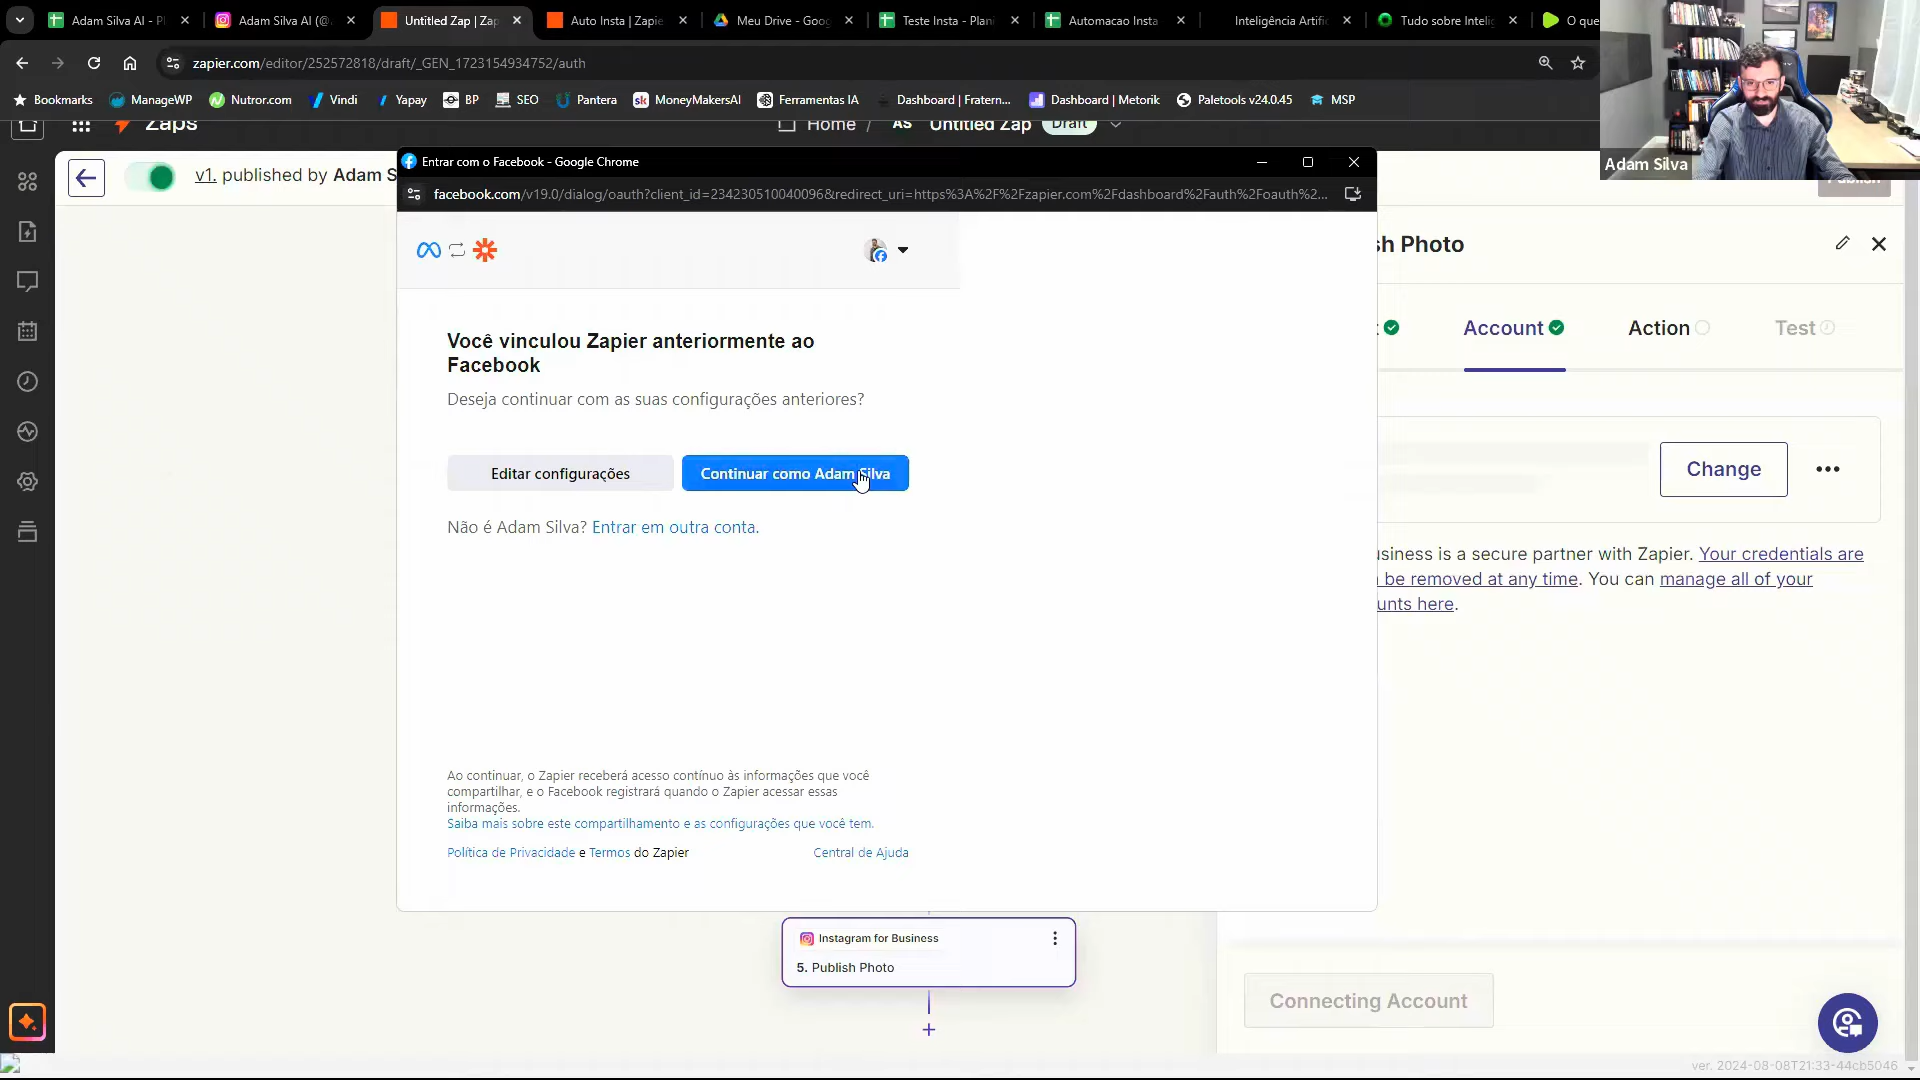 Adam Silva AI - Pl
Adam Silva AI (@
Untitled Zap | Zap
Auto Insta | Zapie
Meu Drive - Goog
Teste Insta - Plani
Automacao Insta
Inteligência Artific
Tudo sobre Intelig
O que
zapier.com/editor/252572818/draft/_GEN_1723154934752/auth
Bookmarks
ManageWP
Nutror.com
Vindi
Yapay
BP
SEO
Pantera
MoneyMakersAI
Ferramentas IA
Dashboard | Fratern...
Dashboard | Metorik
Paletools v24.0.45
MSP
Adam Silva
Zaps
Home / AS Untitled Zap Draft
v1. published by Adam S
Publish
Entrar com o Facebook - Google Chrome
facebook.com/v19.0/dialog/oauth?client_id=234230510040096&redirect_uri=https%3A%2F%2Fzapier.com%2Fdashboard%2Fauth%2Foauth%2...
Você vinculou Zapier anteriormente ao
Facebook
Deseja continuar com as suas configurações anteriores?
Editar configurações
Continuar como Adam Silva
Não é Adam Silva? Entrar em outra conta.
Ao continuar, o Zapier receberá acesso contínuo às informações que você
compartilhar, e o Facebook registrará quando o Zapier acessar essas
informações.
Saiba mais sobre este compartilhamento e as configurações que você tem.
Política de Privacidade e Termos do Zapier
Central de Ajuda
sh Photo
Account
Action
Test
Change
usiness is a secure partner with Zapier. Your credentials are
be removed at any time. You can manage all of your
unts here.
Instagram for Business
5. Publish Photo
Connecting Account
ver. 2024-08-08T21:33-44cb5046